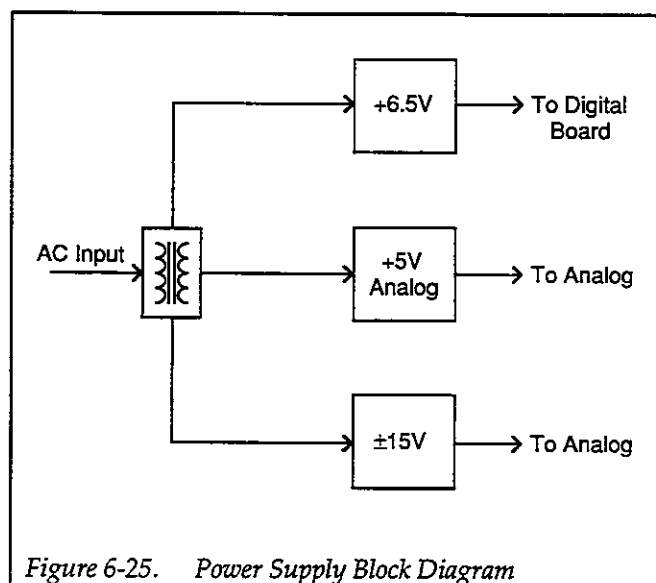 +6.5V
To Digital
Board
AC Input
+5V
Analog
To Analog
±15V
To Analog
Figure 6-25. Power Supply Block Diagram